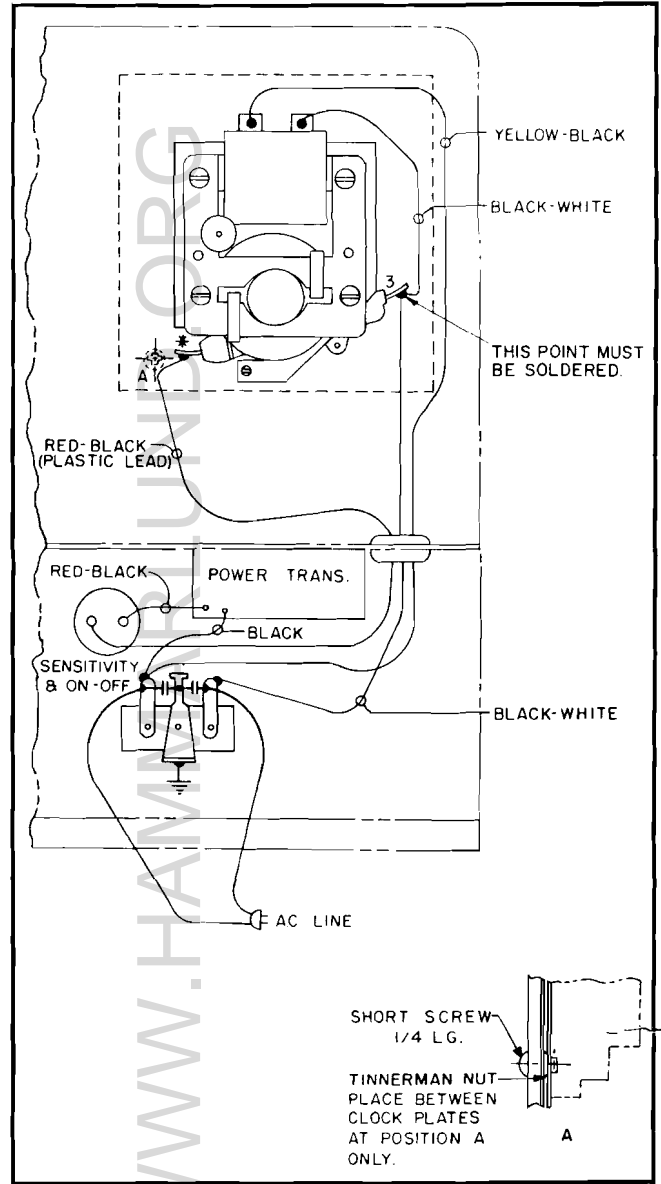 YELLOW-BLACK
BLACK-WHITE
3
*
THIS POINT MUST
BE SOLDERED.
A
RED-BLACK
(PLASTIC LEAD)
RED-BLACK
POWER TRANS.
BLACK
SENSITIVITY
& ON-OFF
BLACK-WHITE
AC LINE
SHORT SCREW
1/4 LG.
TINNERMAN NUT
PLACE BETWEEN
CLOCK PLATES
AT POSITION A
ONLY.
A
WWW.HAMMARLUND.ORG